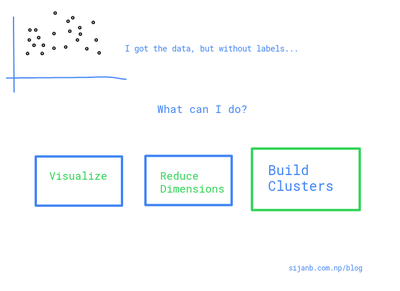 I got the data, but without labels...
What can I do?
Visualize
Reduce
Dimensions
Build
Clusters
sijanb.com.np/blog